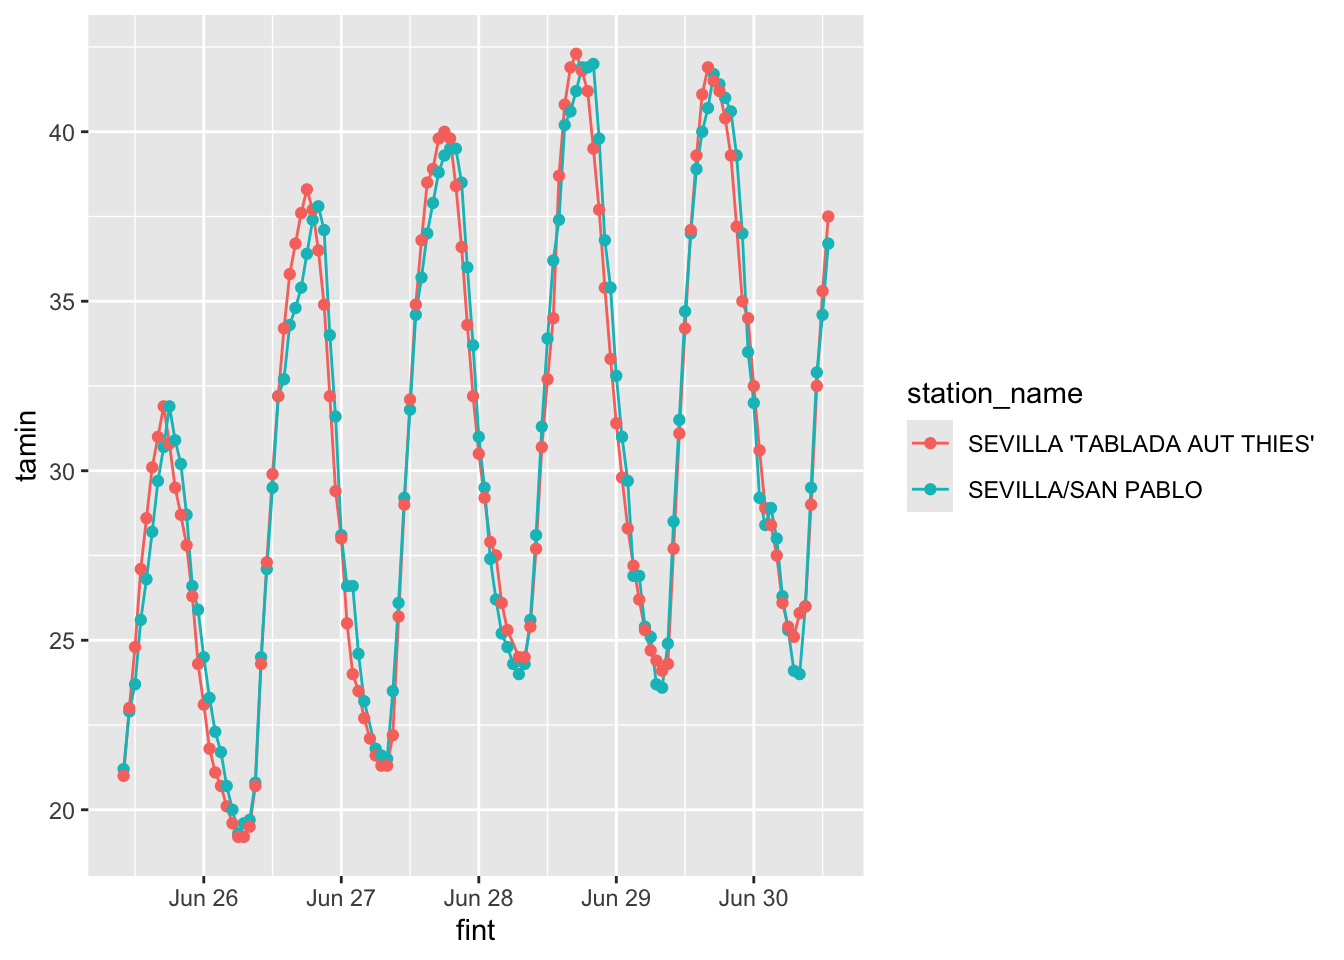 40
35
30
25
20
tamin
Jun 26
Jun 27
Jun 28
Jun 29
Jun 30
fint
station_name
SEVILLA 'TABLADA AUT THIES'
SEVILLA/SAN PABLO